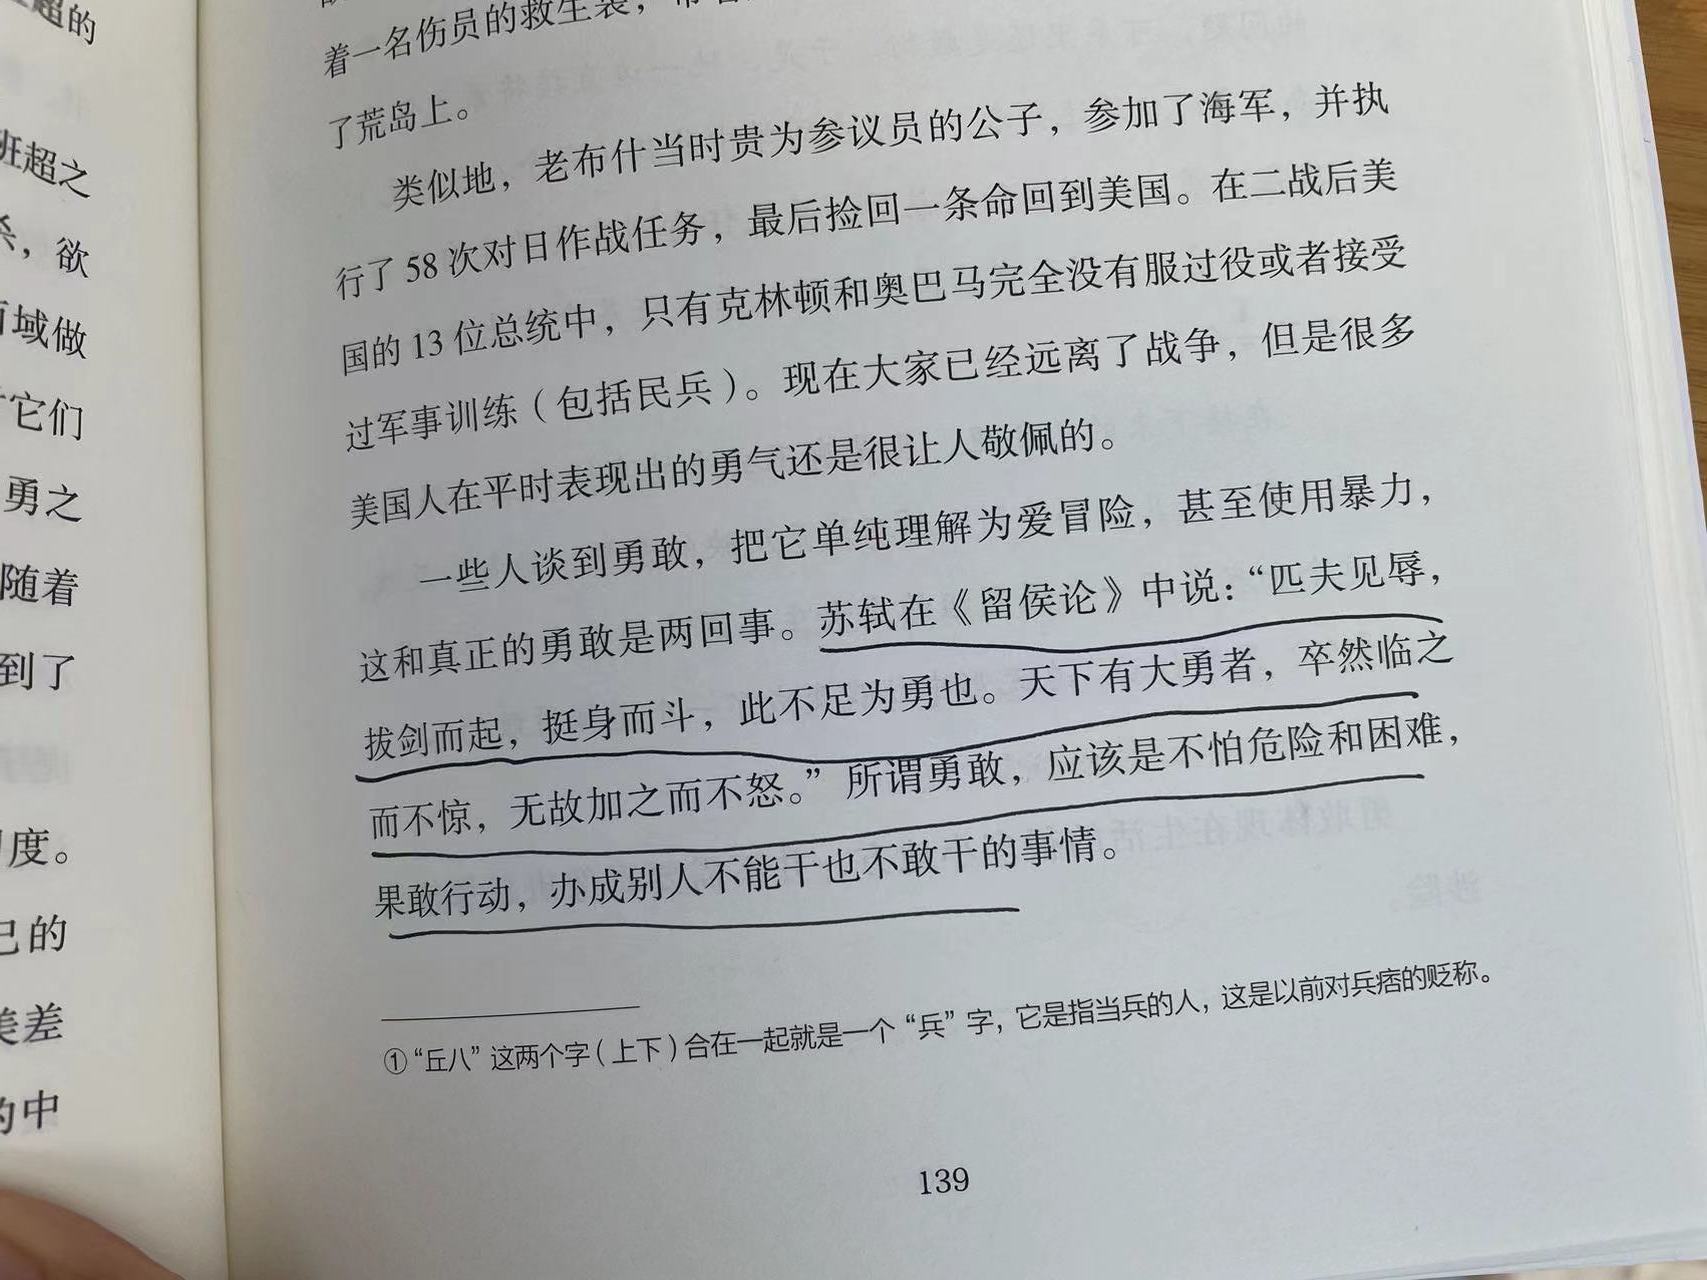 超的
班超之
杀，欲
西域做
它们
勇之
随着
到了
度。
己的
美差
的中
着一名伤员的救生装，带着
了荒岛上。
类似地，老布什当时贵为参议员的公子，参加了海军，并执
行了58次对日作战任务，最后捡回一条命回到美国。在二战后美
国的13位总统中，只有克林顿和奥巴马完全没有服过役或者接受
过军事训练（包括民兵）。现在大家已经远离了战争，但是很多
美国人在平时表现出的勇气还是很让人敬佩的。
一些人谈到勇敢，把它单纯理解为爱冒险，甚至使用暴力，
这和真正的勇敢是两回事。苏轼在《留侯论》中说：“匹夫见辱，
拔剑而起，挺身而斗，此不足为勇也。天下有大勇者，卒然临之
而不惊，无故加之而不怒。”所谓勇敢，应该是不怕危险和困难，
果敢行动，办成别人不能干也不敢干的事情。
①“丘八”这两个字（上下）合在一起就是一个“兵”字，它是指当兵的人，这是以前对兵痞的贬称。
139